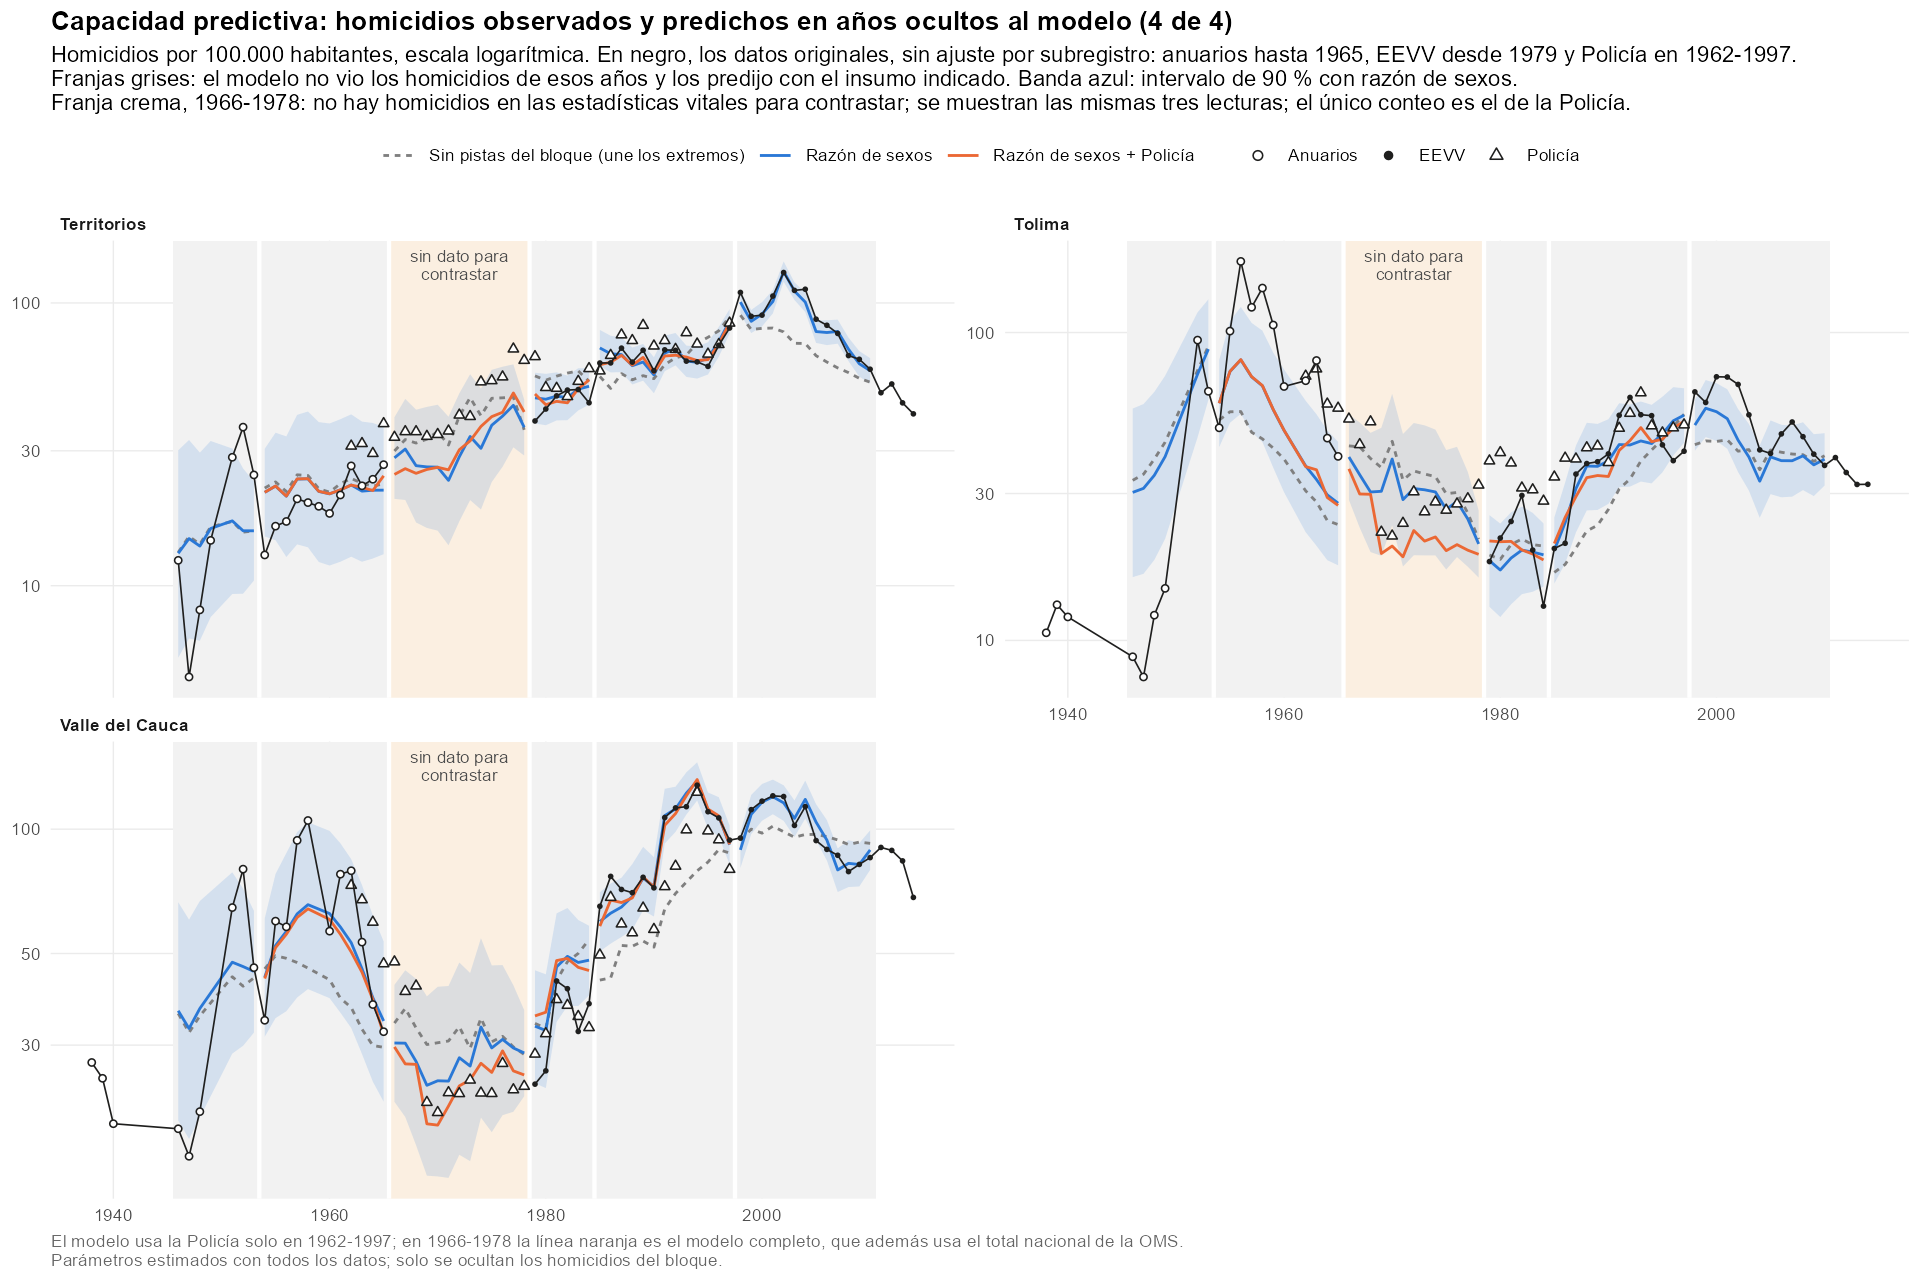 Capacidad predictiva: homicidios observados y predichos en años ocultos al modelo (4 de 4)
Homicidios por 100.000 habitantes, escala logarítmica. En negro, los datos originales, sin ajuste por subregistro: anuarios hasta 1965, EEVV desde 1979 y Policía en 1962-1997.
Franjas grises: el modelo no vio los homicidios de esos años y los predijo con el insumo indicado. Banda azul: intervalo de 90 % con razón de sexos.
Franja crema, 1966-1978: no hay homicidios en las estadísticas vitales para contrastar; se muestran las mismas tres lecturas; el único conteo es el de la Policía.
Sin pistas del bloque (une los extremos) Razón de sexos Razón de sexos + Policía Anuarios EEVV Policía
Territorios
sin dato para
contrastar
100
30
10
Tolima
sin dato para
contrastar
100
30
10
1940 1960 1980 2000
Valle del Cauca
sin dato para
contrastar
100
50
30
1940 1960 1980 2000
El modelo usa la Policía solo en 1962-1997; en 1966-1978 la línea naranja es el modelo completo, que además usa el total nacional de la OMS.
Parámetros estimados con todos los datos; solo se ocultan los homicidios del bloque.